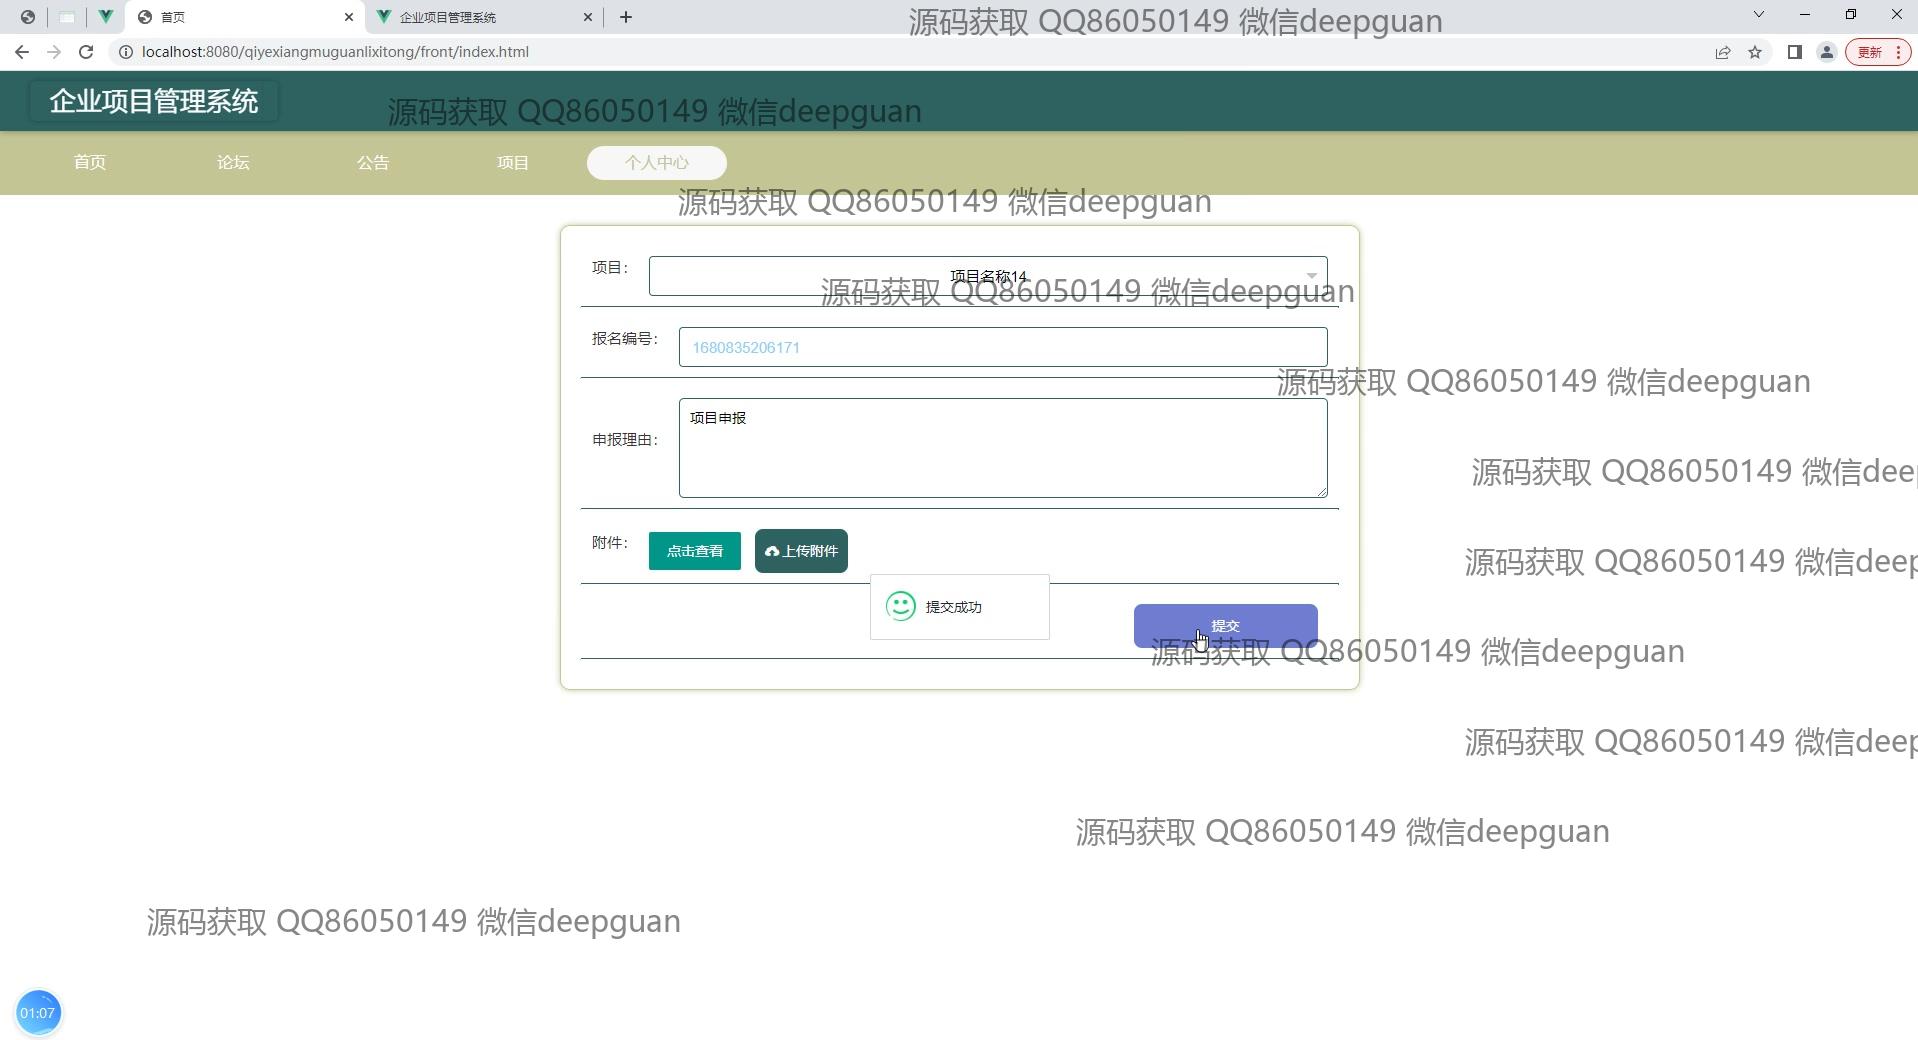 首页
企业项目管理系统
源码获取 QQ86050149 微信deepguan
localhost:8080/qiyexiangmuguanlixitong/front/index.html
更新
企业项目管理系统
源码获取 QQ86050149 微信deepguan
首页
论坛
公告
项目
个人中心
源码获取 QQ86050149 微信deepguan
项目：
项目名称14
源码获取 QQ86050149 微信deepguan
报名编号：
1680835206171
源码获取 QQ86050149 微信deepguan
项目申报
申报理由：
源码获取 QQ86050149 微信deep
附件：
点击查看
上传附件
源码获取 QQ86050149 微信deep
提交成功
提交
源码获取 QQ86050149 微信deepguan
源码获取 QQ86050149 微信deep
源码获取 QQ86050149 微信deepguan
源码获取 QQ86050149 微信deepguan
01:07